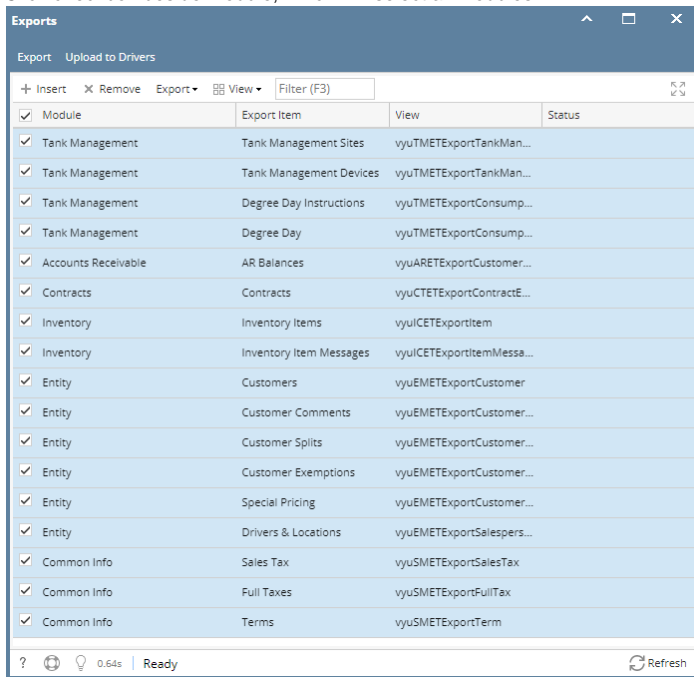 Exports
Export Upload to Drivers
+ Insert × Remove Export View Filter (F3)
Module Export Item View Status
Tank Management Tank Management Sites vyuTMETExportTankMan...
Tank Management Tank Management Devices vyuTMETExportTankMan...
Tank Management Degree Day Instructions vyuTMETExportConsump...
Tank Management Degree Day vyuTMETExportConsump...
Accounts Receivable AR Balances vyuARETExportCustomer...
Contracts Contracts vyuCTETExportContractE...
Inventory Inventory Items vyuICETExportItem
Inventory Inventory Item Messages vyuICETExportItemMessa...
Entity Customers vyuEMETExportCustomer
Entity Customer Comments vyuEMETExportCustomer...
Entity Customer Splits vyuEMETExportCustomer...
Entity Customer Exemptions vyuEMETExportCustomer...
Entity Special Pricing vyuEMETExportCustomer...
Entity Drivers & Locations vyuEMETExportSalespers...
Common Info Sales Tax vyuSMETExportSalesTax
Common Info Full Taxes vyuSMETExportFullTax
Common Info Terms vyuSMETExportTerm
? 0.64s Ready Refresh